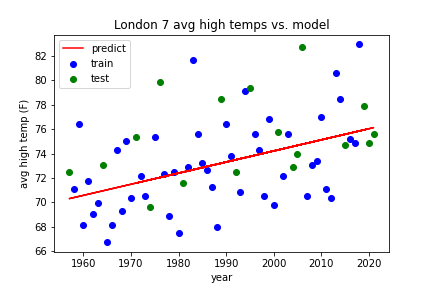 London 7 avg high temps vs. model
predict
train
test
avg high temp (F)
82
80
78
76
74
72
70
68
66
1960 1970 1980 1990 2000 2010 2020
year